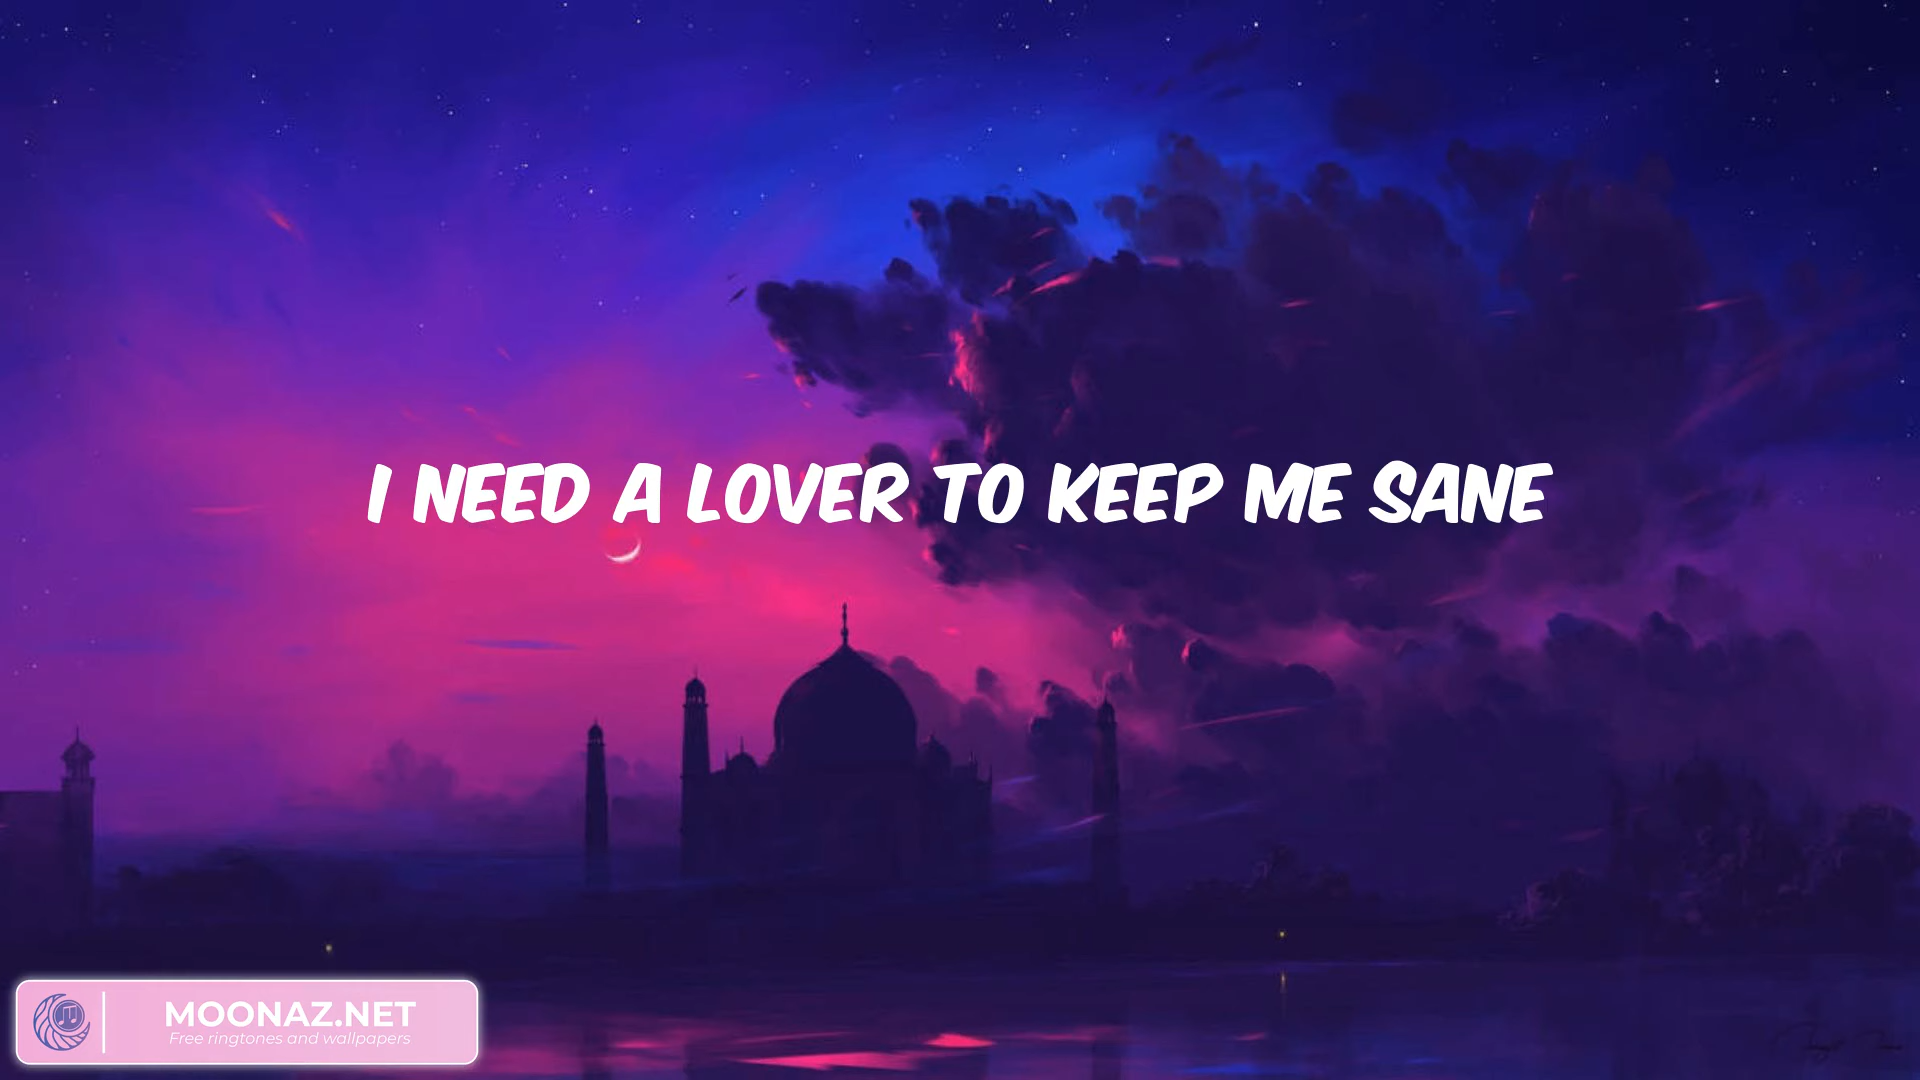 I NEED A LOVER TO KEEP ME SANE
MOONAZ.NET
Free ringtones and wallpapers